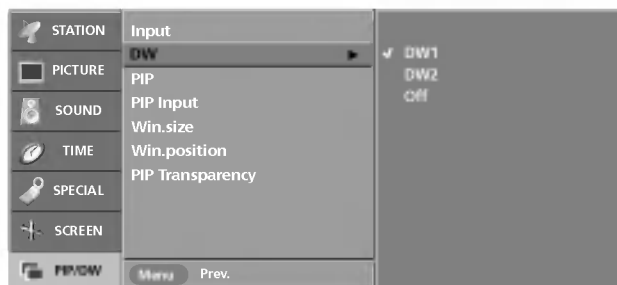 STATION
PICTURE
SOUND
TIME
SPECIAL
SCREEN
PIP/DW
Input
DW
PIP
PIP Input
Win.size
Win.position
PIP Transparency
Menu Prev.
DW1
DW2
Off